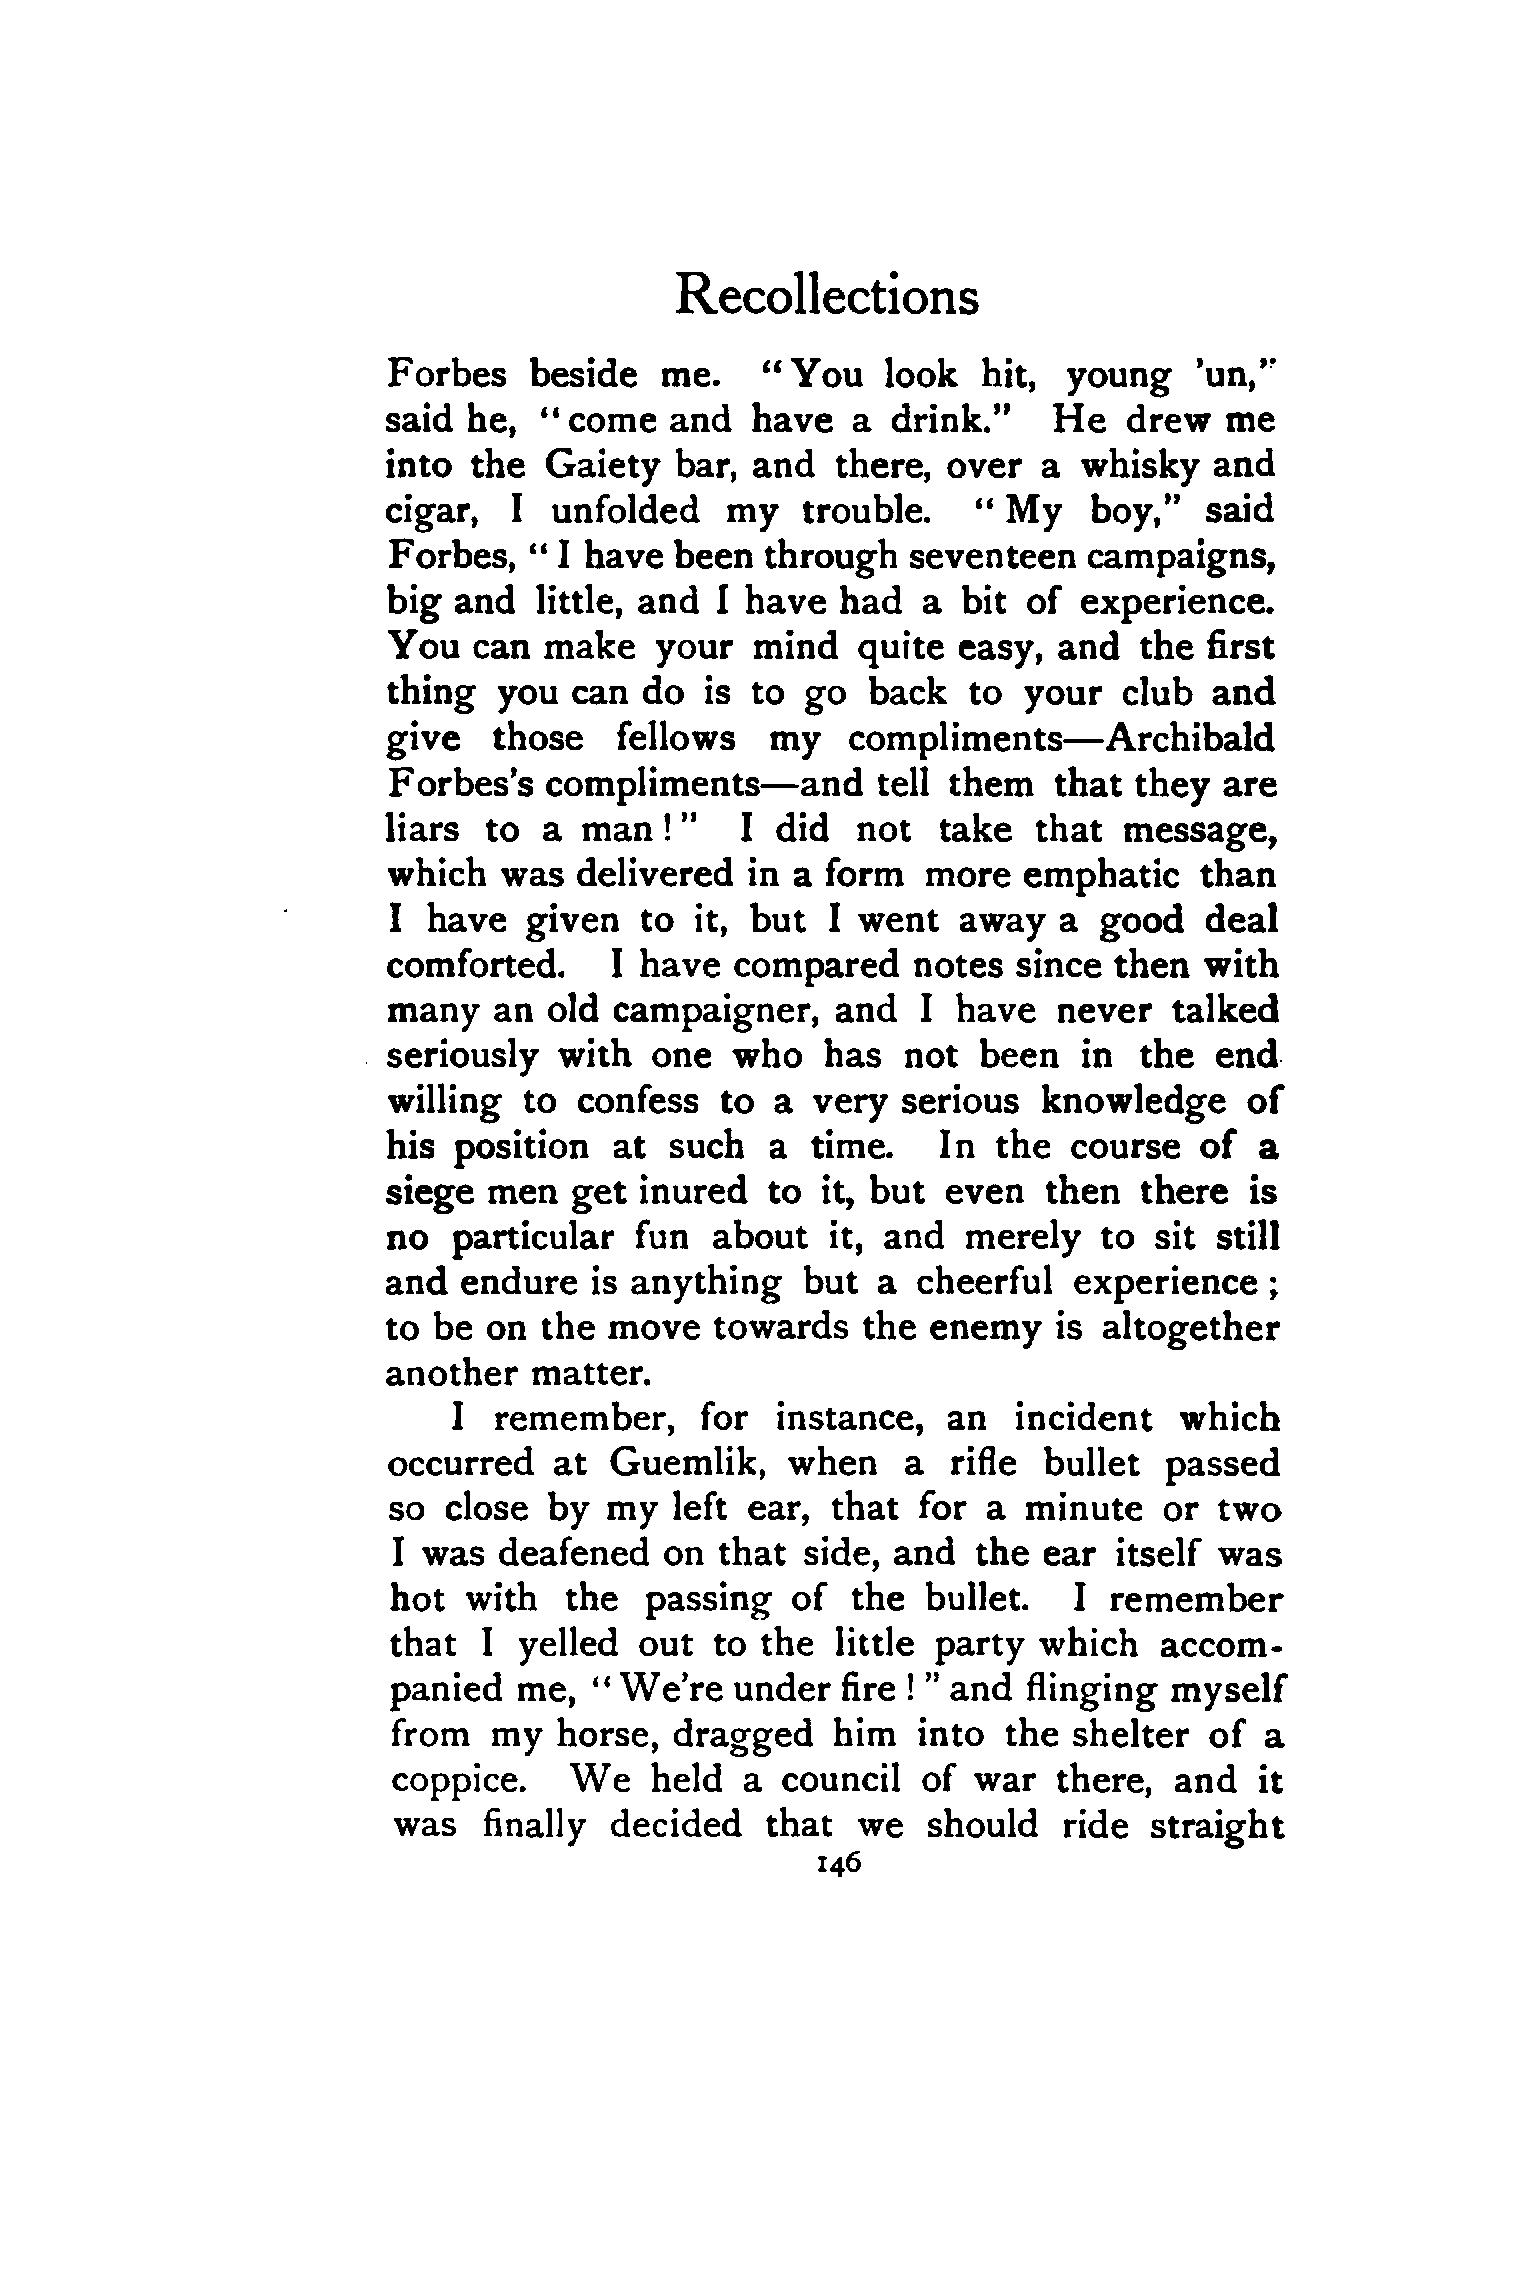 Recollections
Forbes beside me. "You look hit, young 'un,"
said he, "come and have a drink." He drew me
into the Gaiety bar, and there, over a whisky and
cigar, I unfolded my trouble. "My boy," said
Forbes, "I have been through seventeen campaigns,
big and little, and I have had a bit of experience.
You can make your mind quite easy, and the first
thing you can do is to go back to your club and
give those fellows my compliments—Archibald
Forbes's compliments—and tell them that they are
liars to a man!" I did not take that message,
which was delivered in a form more emphatic than
I have given to it, but I went away a good deal
comforted. I have compared notes since then with
many an old campaigner, and I have never talked
seriously with one who has not been in the end
willing to confess to a very serious knowledge of
his position at such a time. In the course of a
siege men get inured to it, but even then there is
no particular fun about it, and merely to sit still
and endure is anything but a cheerful experience;
to be on the move towards the enemy is altogether
another matter.
I remember, for instance, an incident which
occurred at Guemlik, when a rifle bullet passed
so close by my left ear, that for a minute or two
I was deafened on that side, and the ear itself was
hot with the passing of the bullet. I remember
that I yelled out to the little party which accom-
panied me, "We're under fire!" and flinging myself
from my horse, dragged him into the shelter of a
coppice. We held a council of war there, and it
was finally decided that we should ride straight
146